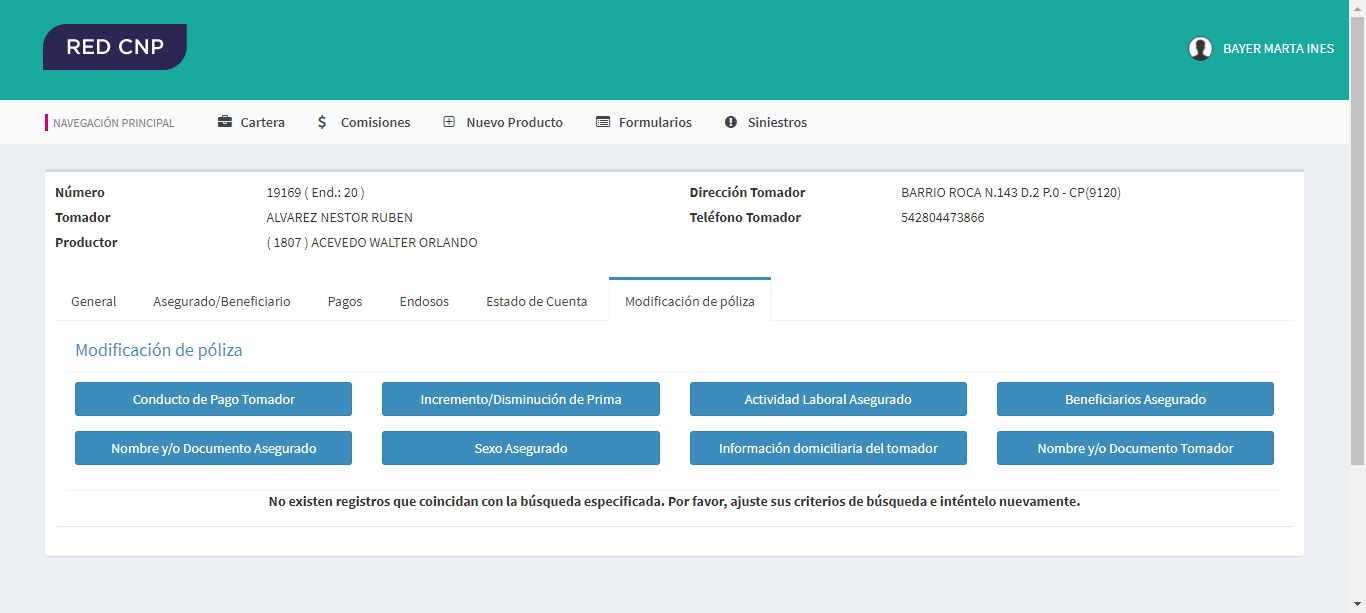 RED CNP
BAYER MARTA INES
NAVEGACIÓN PRINCIPAL Cartera $ Comisiones Nuevo Producto Formularios Siniestros
Número 19169 ( End.: 20 ) Dirección Tomador BARRIO ROCA N.143 D.2 P.0 - CP(9120)
Tomador ALVAREZ NESTOR RUBEN Teléfono Tomador 542804473866
Productor ( 1807 ) ACEVEDO WALTER ORLANDO
General Asegurado/Beneficiario Pagos Endosos Estado de Cuenta Modificación de póliza
Modificación de póliza
Conducto de Pago Tomador Incremento/Disminución de Prima Actividad Laboral Asegurado Beneficiarios Asegurado
Nombre y/o Documento Asegurado Sexo Asegurado Información domiciliaria del tomador Nombre y/o Documento Tomador
No existen registros que coincidan con la búsqueda especificada. Por favor, ajuste sus criterios de búsqueda e inténtelo nuevamente.